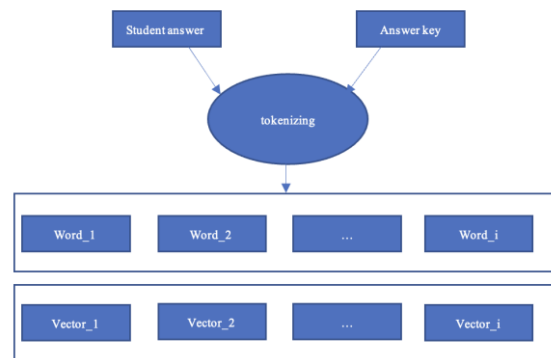 Student answer
Answer key
tokenizing
Word_1
Word_2
...
Word_i
Vector_1
Vector_2
...
Vector_i